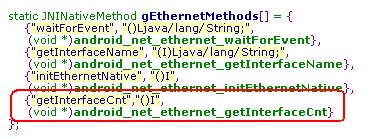 static JNINativeMethod gEthernetMethods[] = {
{"waitForEvent", "()Ljava/lang/String;",
(void *)android_net_ethernet_waitForEvent},
{"getInterfaceName", "(I)Ljava/lang/String;",
(void *)android_net_ethernet_getInterfaceName},
{"initEthernetNative", "()I",
(void *)android_net_ethernet_initEthernetNative},
{"getInterfaceCnt","()I",
(void *)android_net_ethernet_getInterfaceCnt}
};